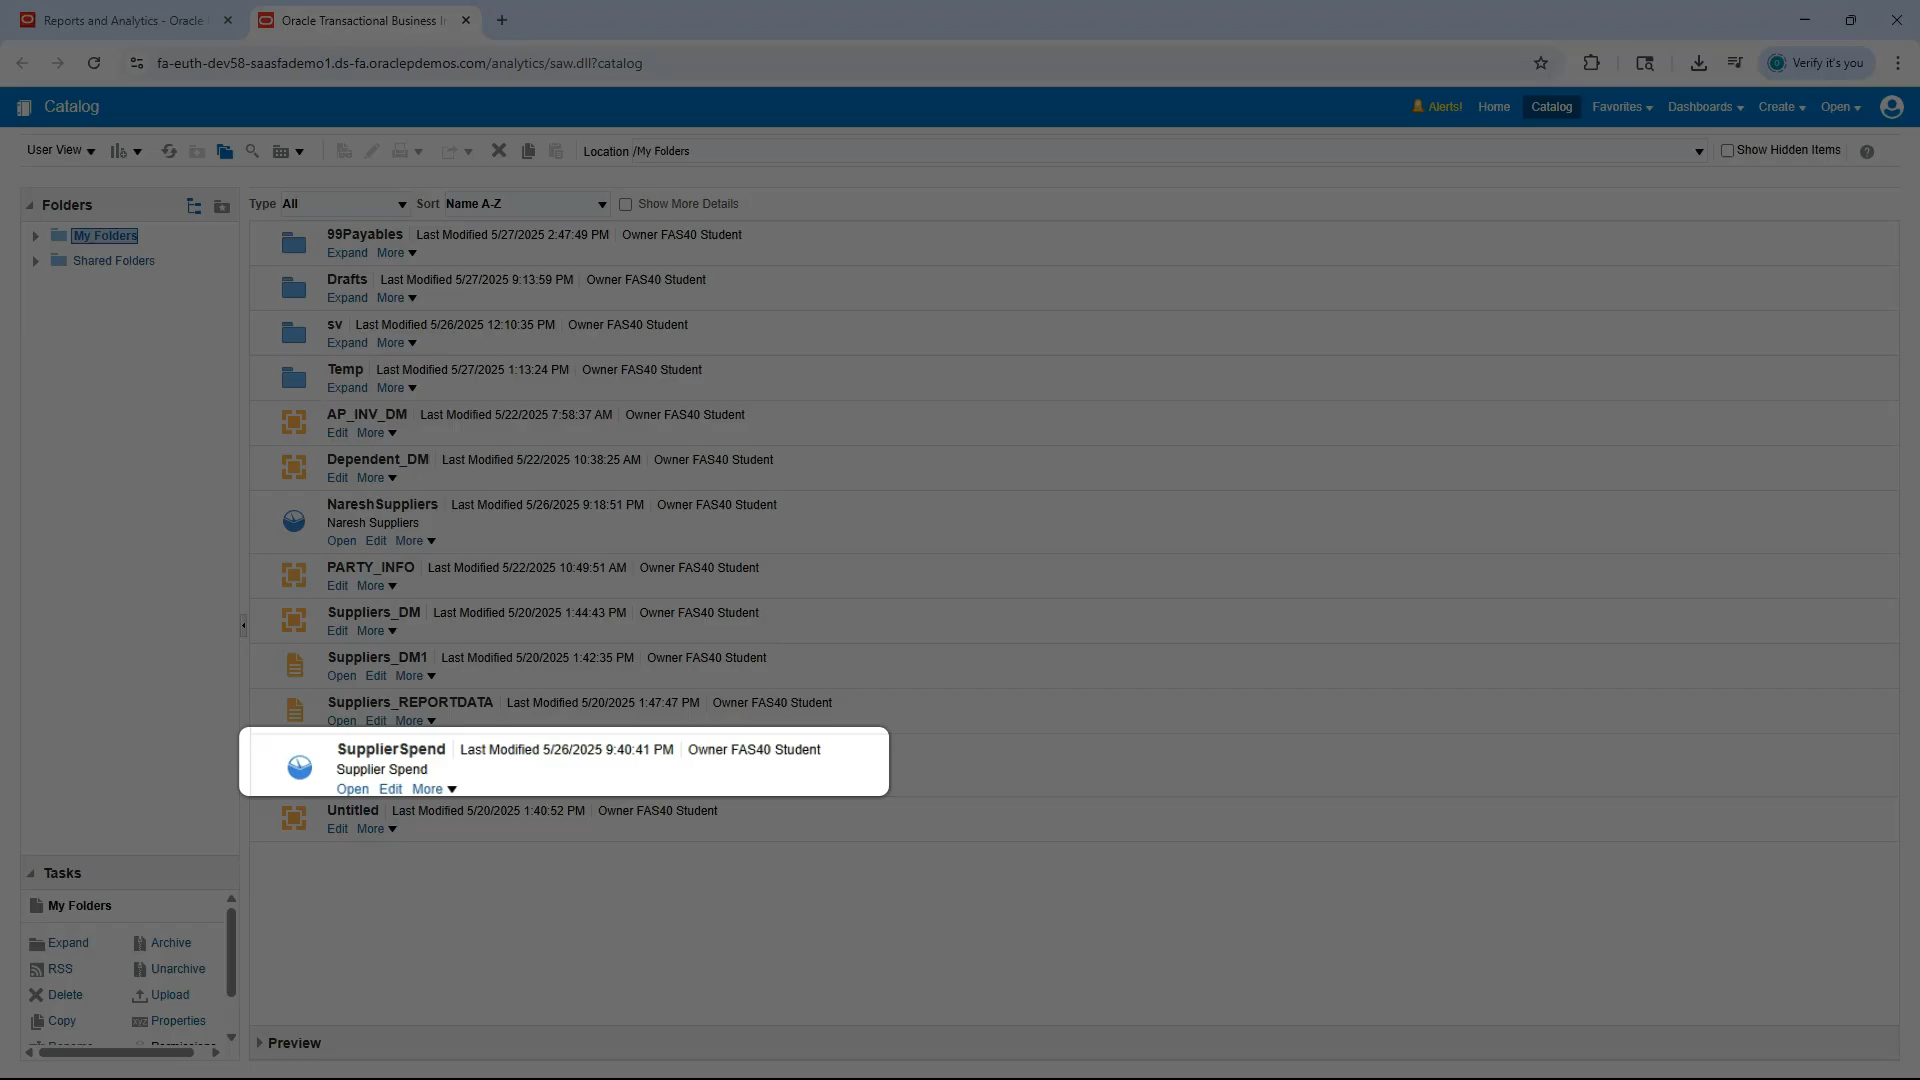 Reports and Analytics - Oracle
Oracle Transactional Business In
fa-euth-dev58-saasfademo1.ds-fa.oraclepdemos.com/analytics/saw.dll?catalog
Verify it's you
Catalog
Alerts!
Home
Catalog
Favorites
Dashboards
Create
Open
User View
Location /My Folders
Show Hidden Items
Folders
My Folders
Shared Folders
Type All
Sort Name A-Z
Show More Details
99Payables Last Modified 5/27/2025 2:47:49 PM Owner FAS40 Student
Expand More
Drafts Last Modified 5/27/2025 9:13:59 PM Owner FAS40 Student
Expand More
sv Last Modified 5/26/2025 12:10:35 PM Owner FAS40 Student
Expand More
Temp Last Modified 5/27/2025 1:13:24 PM Owner FAS40 Student
Expand More
AP_INV_DM Last Modified 5/22/2025 7:58:37 AM Owner FAS40 Student
Edit More
Dependent_DM Last Modified 5/22/2025 10:38:25 AM Owner FAS40 Student
Edit More
NareshSuppliers Last Modified 5/26/2025 9:18:51 PM Owner FAS40 Student
Naresh Suppliers
Open Edit More
PARTY_INFO Last Modified 5/22/2025 10:49:51 AM Owner FAS40 Student
Edit More
Suppliers_DM Last Modified 5/20/2025 1:44:43 PM Owner FAS40 Student
Edit More
Suppliers_DM1 Last Modified 5/20/2025 1:42:35 PM Owner FAS40 Student
Open Edit More
Suppliers_REPORTDATA Last Modified 5/20/2025 1:47:47 PM Owner FAS40 Student
Open Edit More
SupplierSpend Last Modified 5/26/2025 9:40:41 PM Owner FAS40 Student
Supplier Spend
Open Edit More
Untitled Last Modified 5/20/2025 1:40:52 PM Owner FAS40 Student
Edit More
Tasks
My Folders
Expand Archive
RSS Unarchive
Delete Upload
Copy Properties
Preview